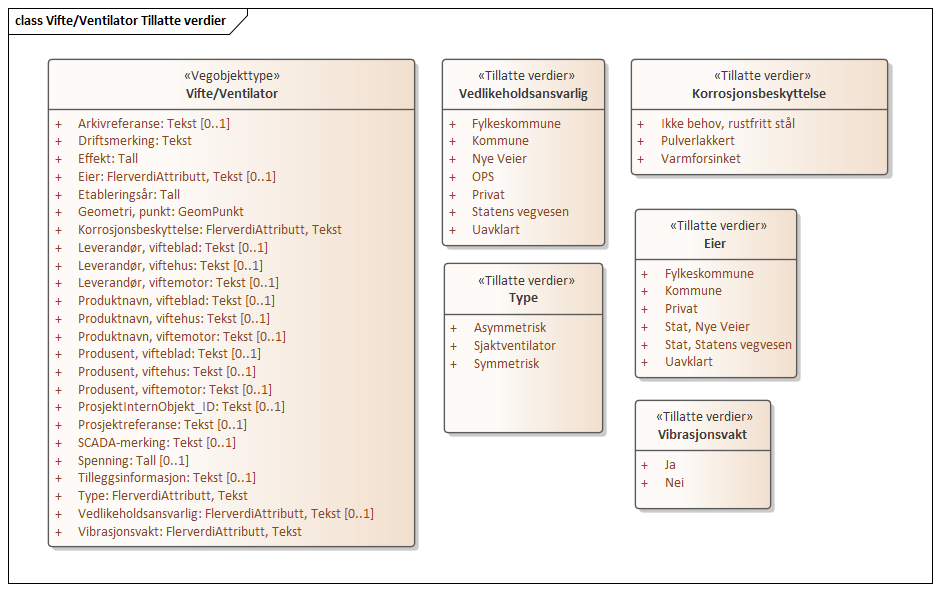 class Vifte/Ventilator Tillatte verdier
«Vegobjekttype»
Vifte/Ventilator
+ Arkivreferanse: Tekst [0..1]
+ Driftsmerking: Tekst
+ Effekt: Tall
+ Eier: FlerverdiAttributt, Tekst [0..1]
+ Etableringsår: Tall
+ Geometri, punkt: GeomPunkt
+ Korrosjonsbeskyttelse: FlerverdiAttributt, Tekst
+ Leverandør, vifteblad: Tekst [0..1]
+ Leverandør, viftehus: Tekst [0..1]
+ Leverandør, viftemotor: Tekst [0..1]
+ Produktnavn, vifteblad: Tekst [0..1]
+ Produktnavn, viftehus: Tekst [0..1]
+ Produktnavn, viftemotor: Tekst [0..1]
+ Produsent, vifteblad: Tekst [0..1]
+ Produsent, viftehus: Tekst [0..1]
+ Produsent, viftemotor: Tekst [0..1]
+ ProsjektInternObjekt_ID: Tekst [0..1]
+ Prosjektreferanse: Tekst [0..1]
+ SCADA-merking: Tekst [0..1]
+ Spenning: Tall [0..1]
+ Tilleggsinformasjon: Tekst [0..1]
+ Type: FlerverdiAttributt, Tekst
+ Vedlikeholdsansvarlig: FlerverdiAttributt, Tekst [0..1]
+ Vibrasjonsvakt: FlerverdiAttributt, Tekst
«Tillatte verdier»
Vedlikeholdsansvarlig
+ Fylkeskommune
+ Kommune
+ Nye Veier
+ OPS
+ Privat
+ Statens vegvesen
+ Uavklart
«Tillatte verdier»
Type
+ Asymmetrisk
+ Sjaktventilator
+ Symmetrisk
«Tillatte verdier»
Korrosjonsbeskyttelse
+ Ikke behov, rustfritt stål
+ Pulverlakkert
+ Varmforsinket
«Tillatte verdier»
Eier
+ Fylkeskommune
+ Kommune
+ Privat
+ Stat, Nye Veier
+ Stat, Statens vegvesen
+ Uavklart
«Tillatte verdier»
Vibrasjonsvakt
+ Ja
+ Nei